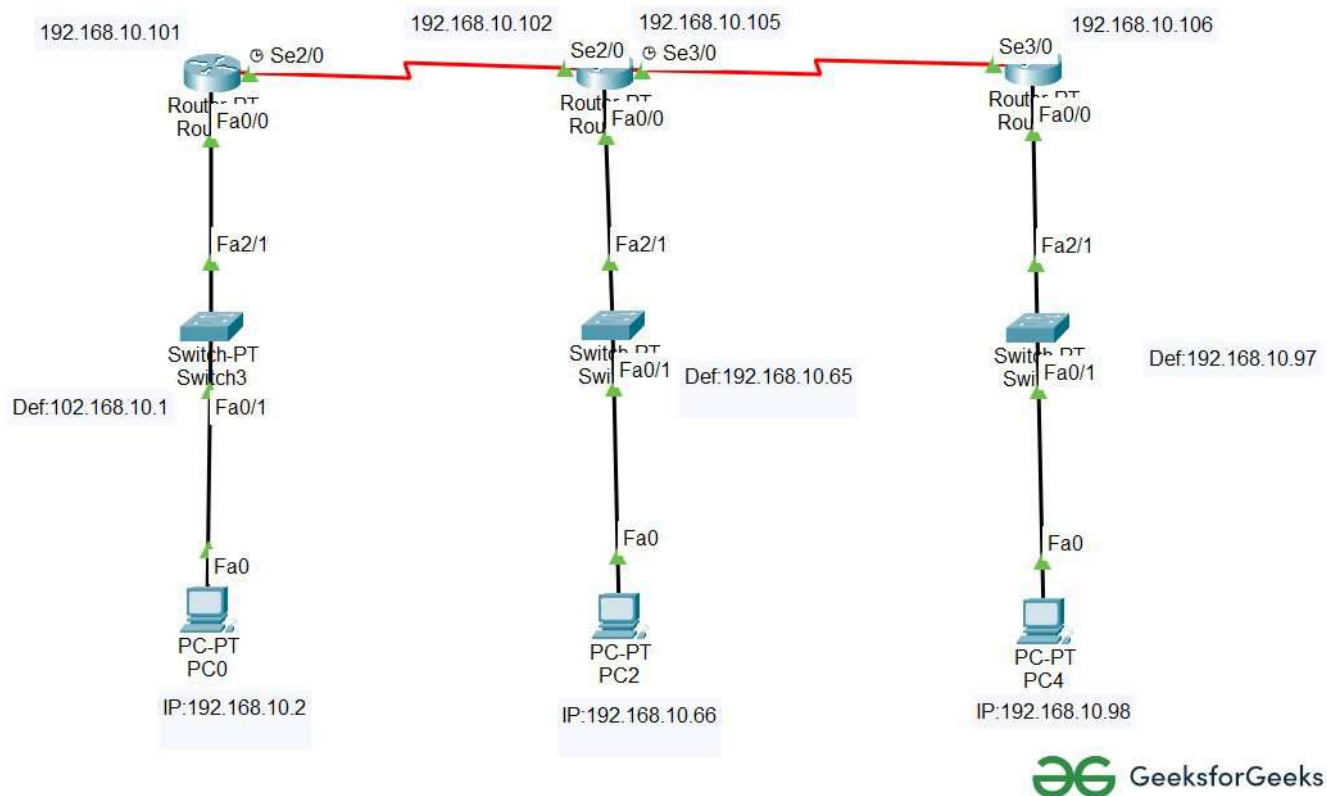 192.168.10.101
192.168.10.102
192.168.10.105
192.168.10.106
Se2/0
Se2/0
Se3/0
Se3/0
Fa0/0
Fa0/0
Fa0/0
Fa2/1
Fa2/1
Fa2/1
Switch-PT
Switch3
Fa0/1
Fa0/1
Fa0/1
Def:102.168.10.1
Def:192.168.10.65
Def:192.168.10.97
Fa0
Fa0
Fa0
PC-PT
PC0
PC-PT
PC2
PC-PT
PC4
IP:192.168.10.2
IP:192.168.10.66
IP:192.168.10.98
GeeksforGeeks